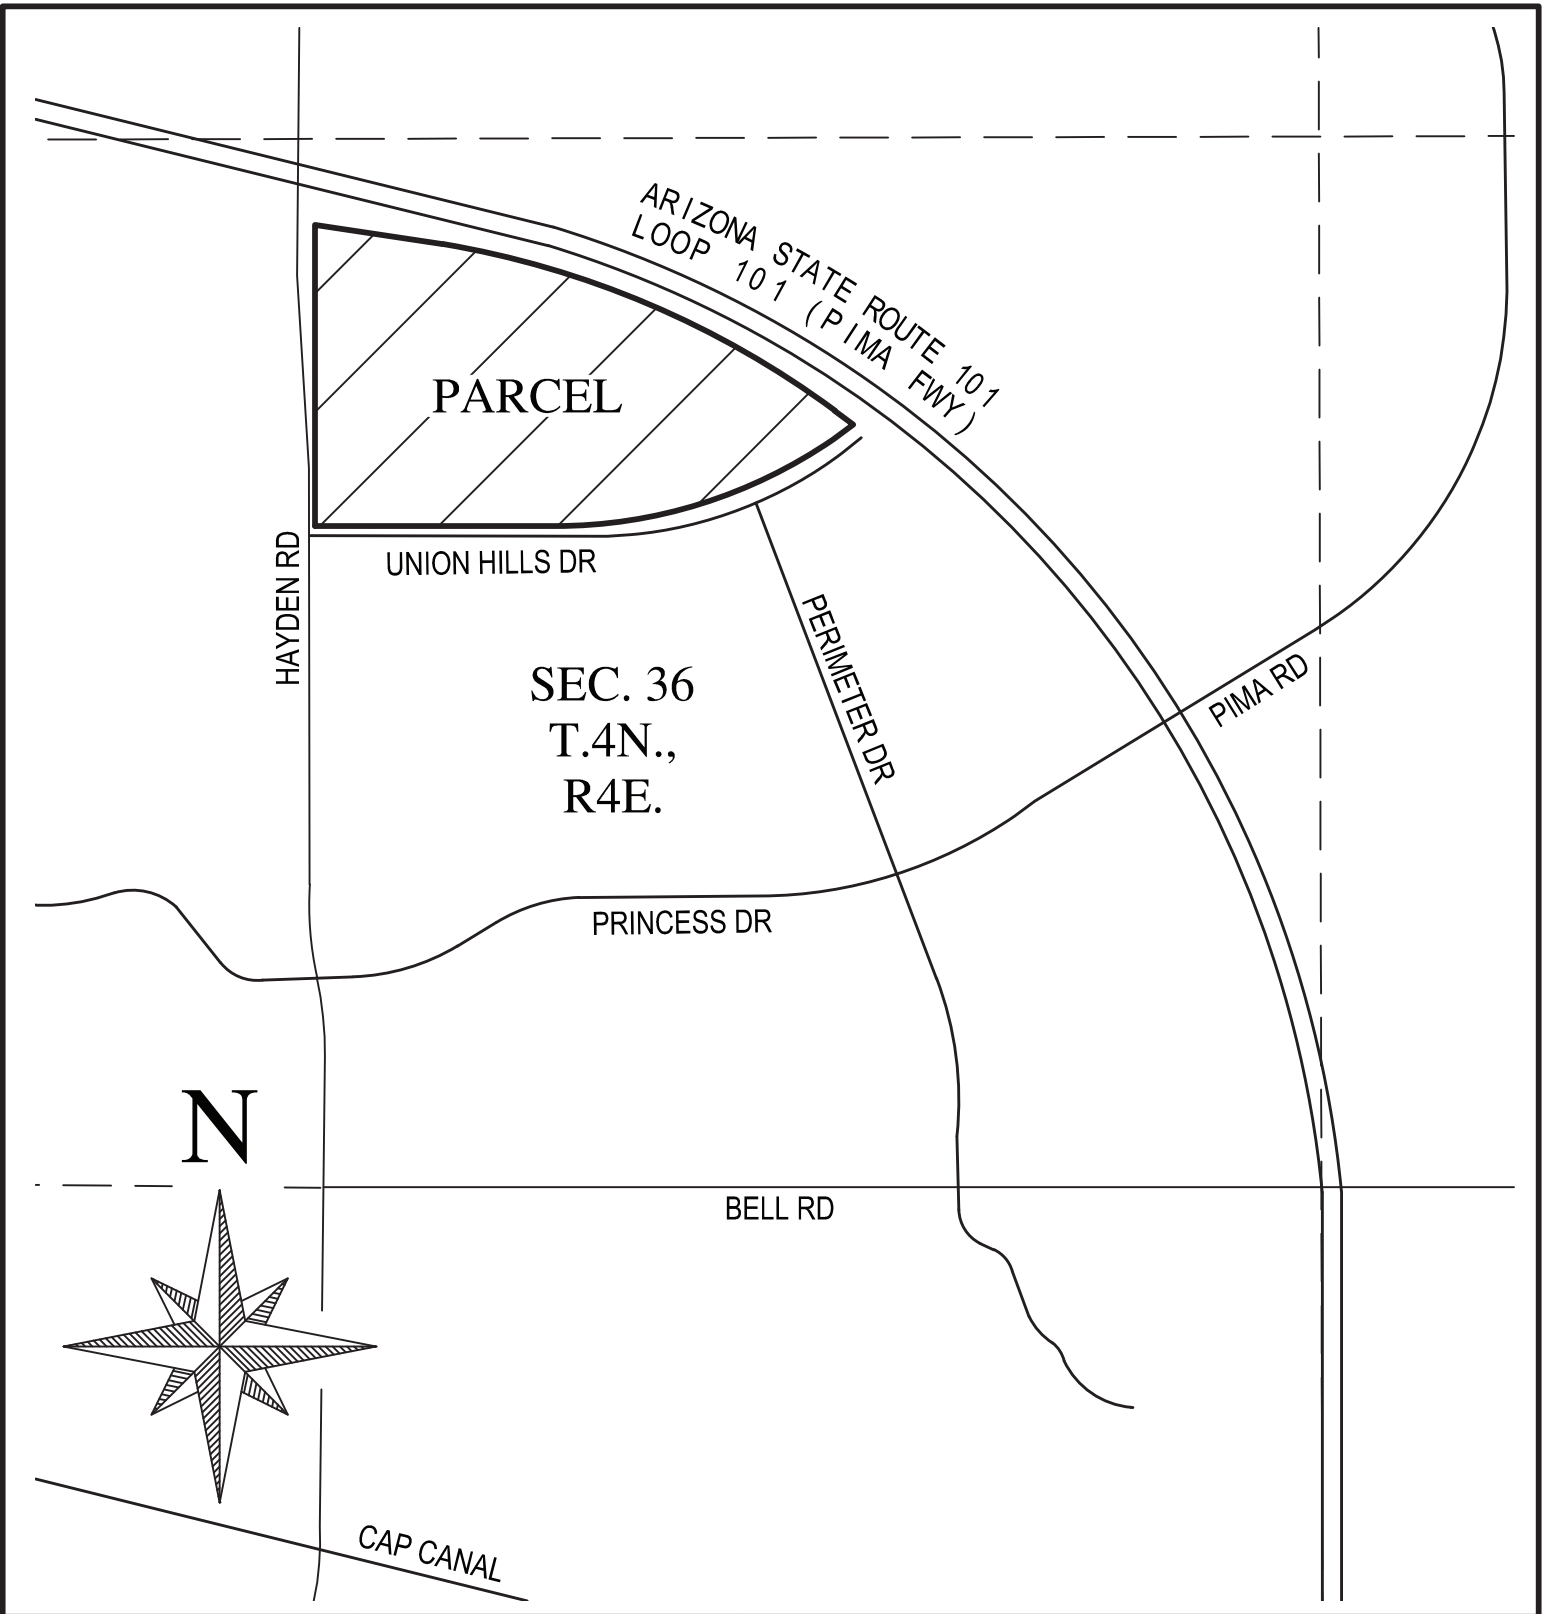 ARIZONA STATE ROUTE 101
LOOP 101 (PIMA FWY)
PARCEL
HAYDEN RD
UNION HILLS DR
PERIMETER DR
SEC. 36
T.4N.,
R4E.
PIMA RD
PRINCESS DR
N
BELL RD
CAP CANAL